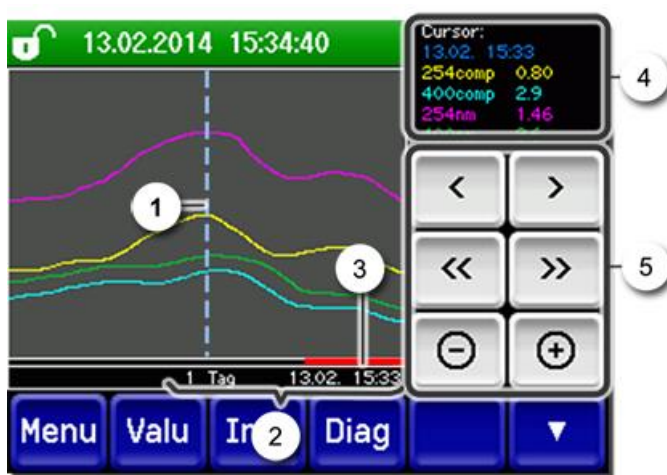 13.02.2014 15:34:40
Cursor:
13.02. 15:33
254comp 0.80
400comp 2.9
254nm 1.46
4
1
3
5
< >
<< >>
1 Tag 13.02. 15:33
2
Menu Valu Diag